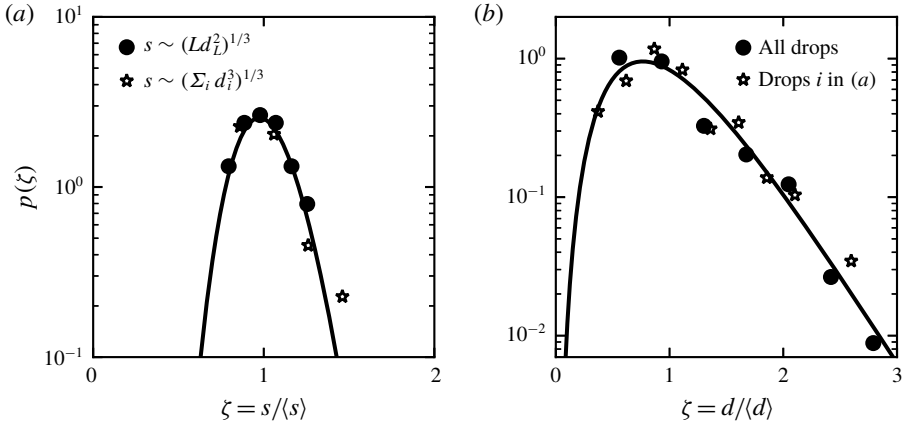 (a)
10^1
10^0
10^{-1}
p(ζ)
s ~ (Ld_L^2)^{1/3}
s ~ (Σ_i d_i^3)^{1/3}
0
1
2
ζ = s/⟨s⟩
(b)
10^0
10^{-1}
10^{-2}
All drops
Drops i in (a)
0
1
2
3
ζ = d/⟨d⟩